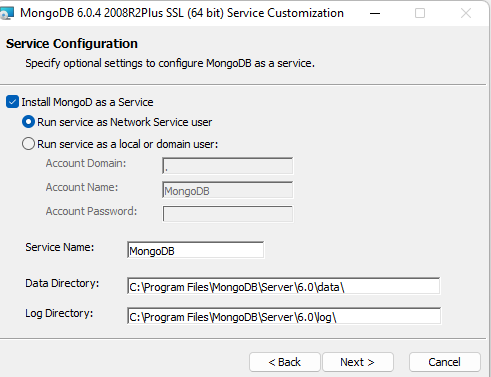 MongoDB 6.0.4 2008R2Plus SSL (64 bit) Service Customization
Service Configuration
Specify optional settings to configure MongoDB as a service.
Install MongoD as a Service
Run service as Network Service user
Run service as a local or domain user:
Account Domain: .
Account Name: MongoDB
Account Password:
Service Name: MongoDB
Data Directory: C:\Program Files\MongoDB\Server\6.0\data\
Log Directory: C:\Program Files\MongoDB\Server\6.0\log\
< Back Next > Cancel